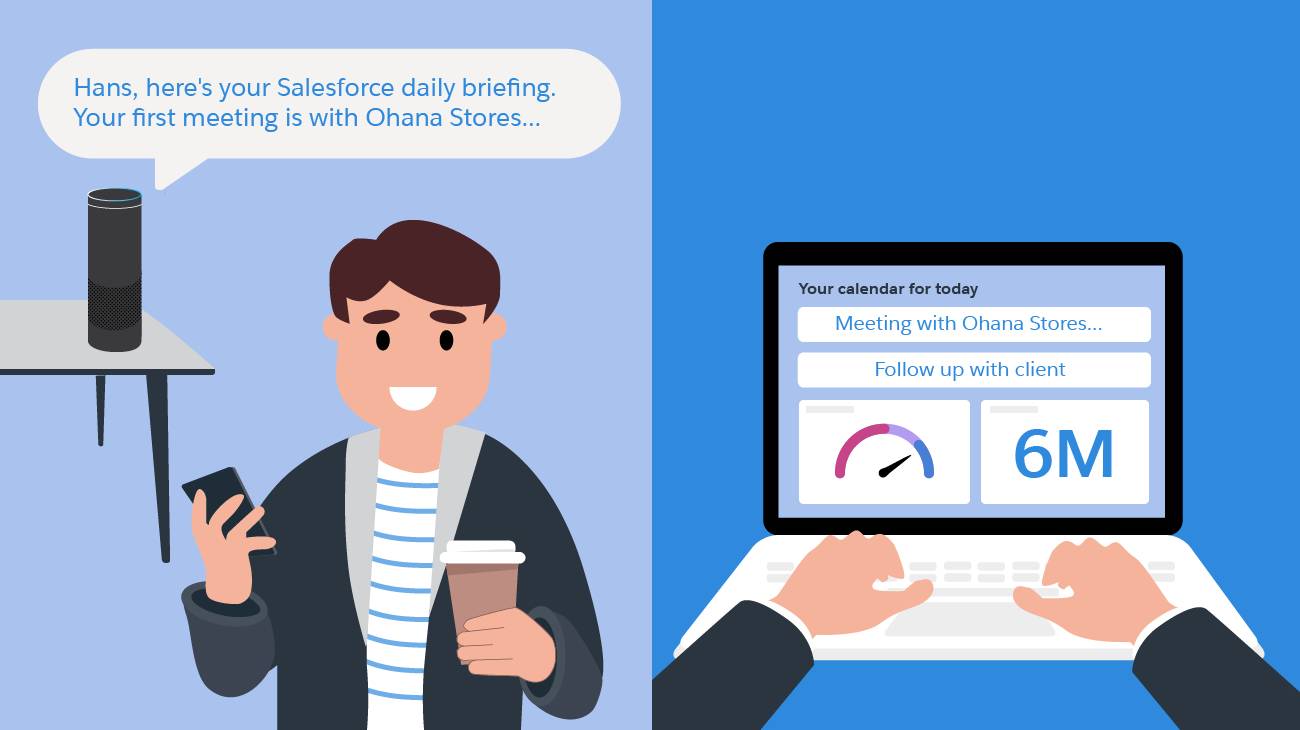 Hans, here's your Salesforce daily briefing.
Your first meeting is with Ohana Stores...
Your calendar for today
Meeting with Ohana Stores...
Follow up with client
6M